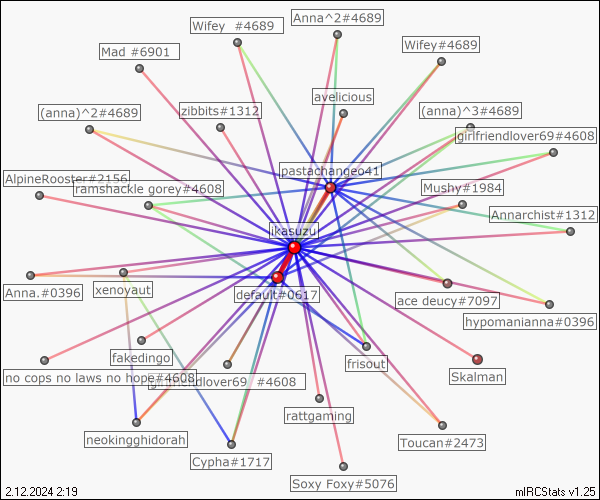 Anna^2#4689
Wifey #4689
Wifey#4689
Mad #6901
avelicious
(anna)^2#4689
zibbits#1312
(anna)^3#4689
girlfriendlover69#4608
pastachangeo41
AlpineRooster#2156
ramshackle gorey#4608
Mushy#1984
Annarchist#1312
ikasuzu
Anna.#0396
xenoyaut
default#0617
ace deucy#7097
hypomanianna#0396
fakedingo
frisout
no cops no laws no hope#4608
#4608
Skalman
rattgaming
neokingghidorah
Toucan#2473
Cypha#1717
Soxy Foxy#5076
2.12.2024 2:19
mIRCStats v1.25